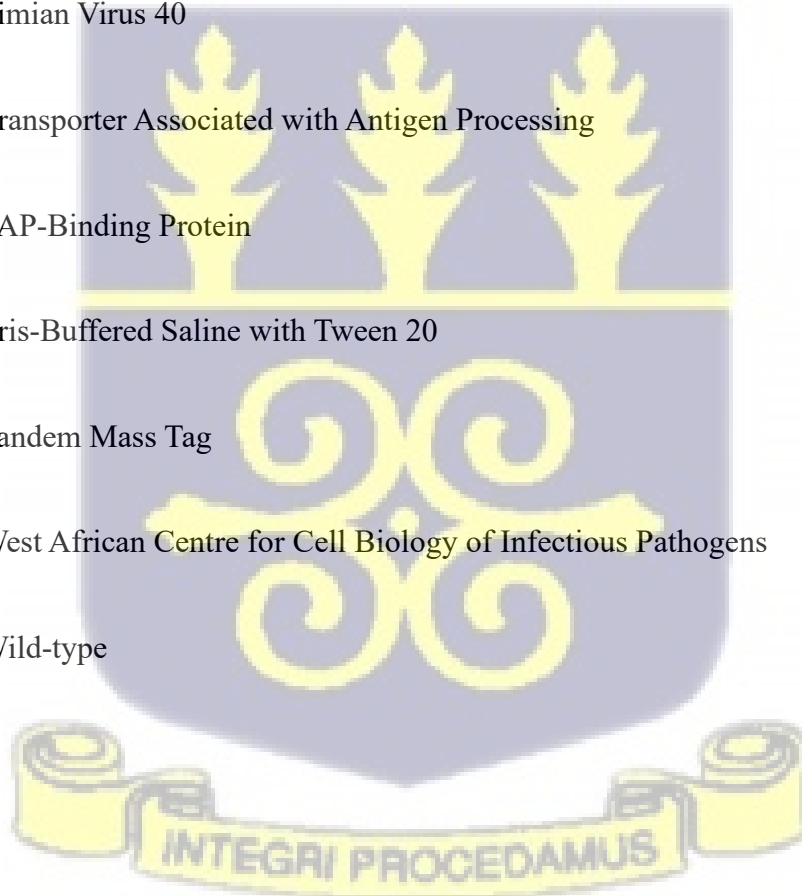 imian Virus 40
ransporter Associated with Antigen Processing
AP-Binding Protein
ris-Buffered Saline with Tween 20
andem Mass Tag
Vest African Centre for Cell Biology of Infectious Pathogens
Vild-type
INTEGRI PROCEDAMUS